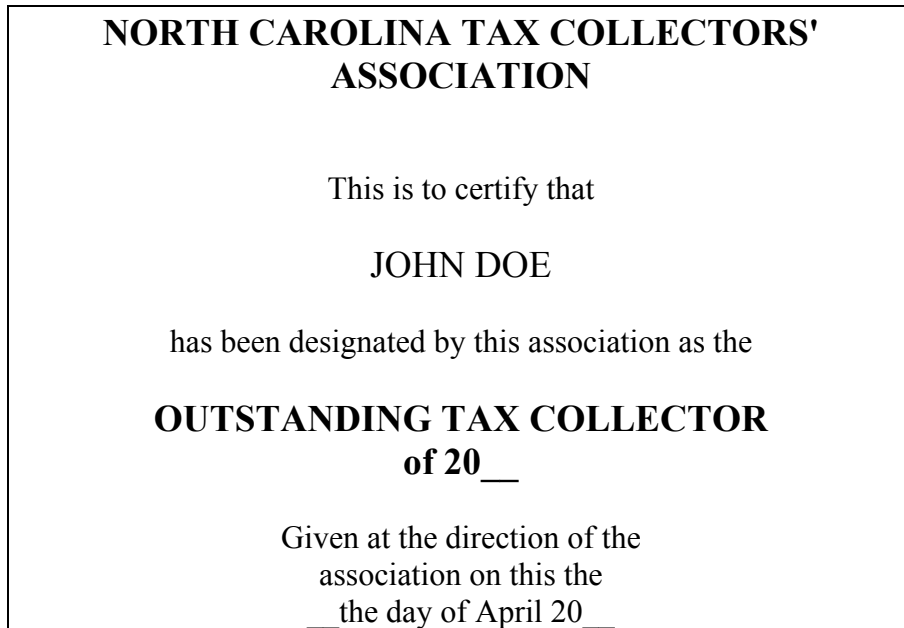 NORTH CAROLINA TAX COLLECTORS'
ASSOCIATION
This is to certify that
JOHN DOE
has been designated by this association as the
OUTSTANDING TAX COLLECTOR
of 20__
Given at the direction of the
association on this the
__the day of April 20__